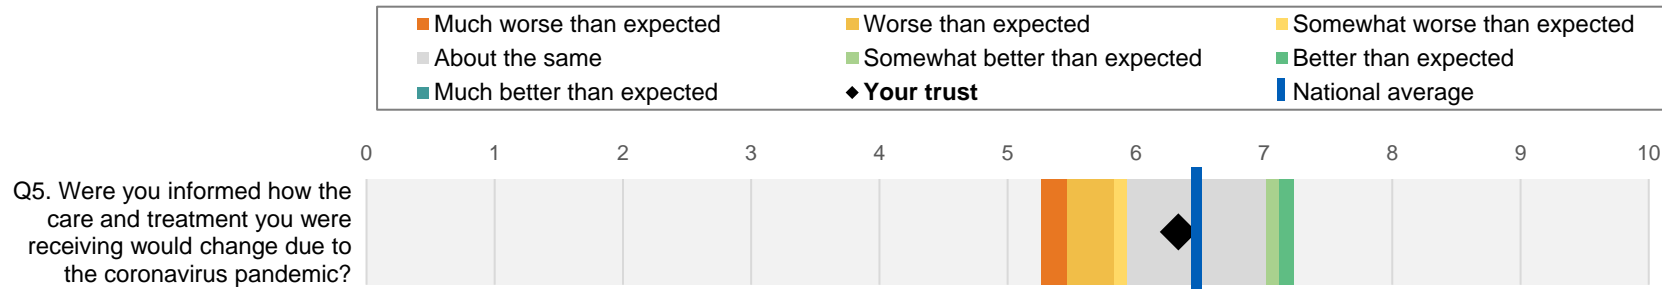 Much worse than expected
Worse than expected
Somewhat worse than expected
About the same
Somewhat better than expected
Better than expected
Much better than expected
Your trust
National average
0 1 2 3 4 5 6 7 8 9 10
Q5. Were you informed how the
care and treatment you were
receiving would change due to
the coronavirus pandemic?